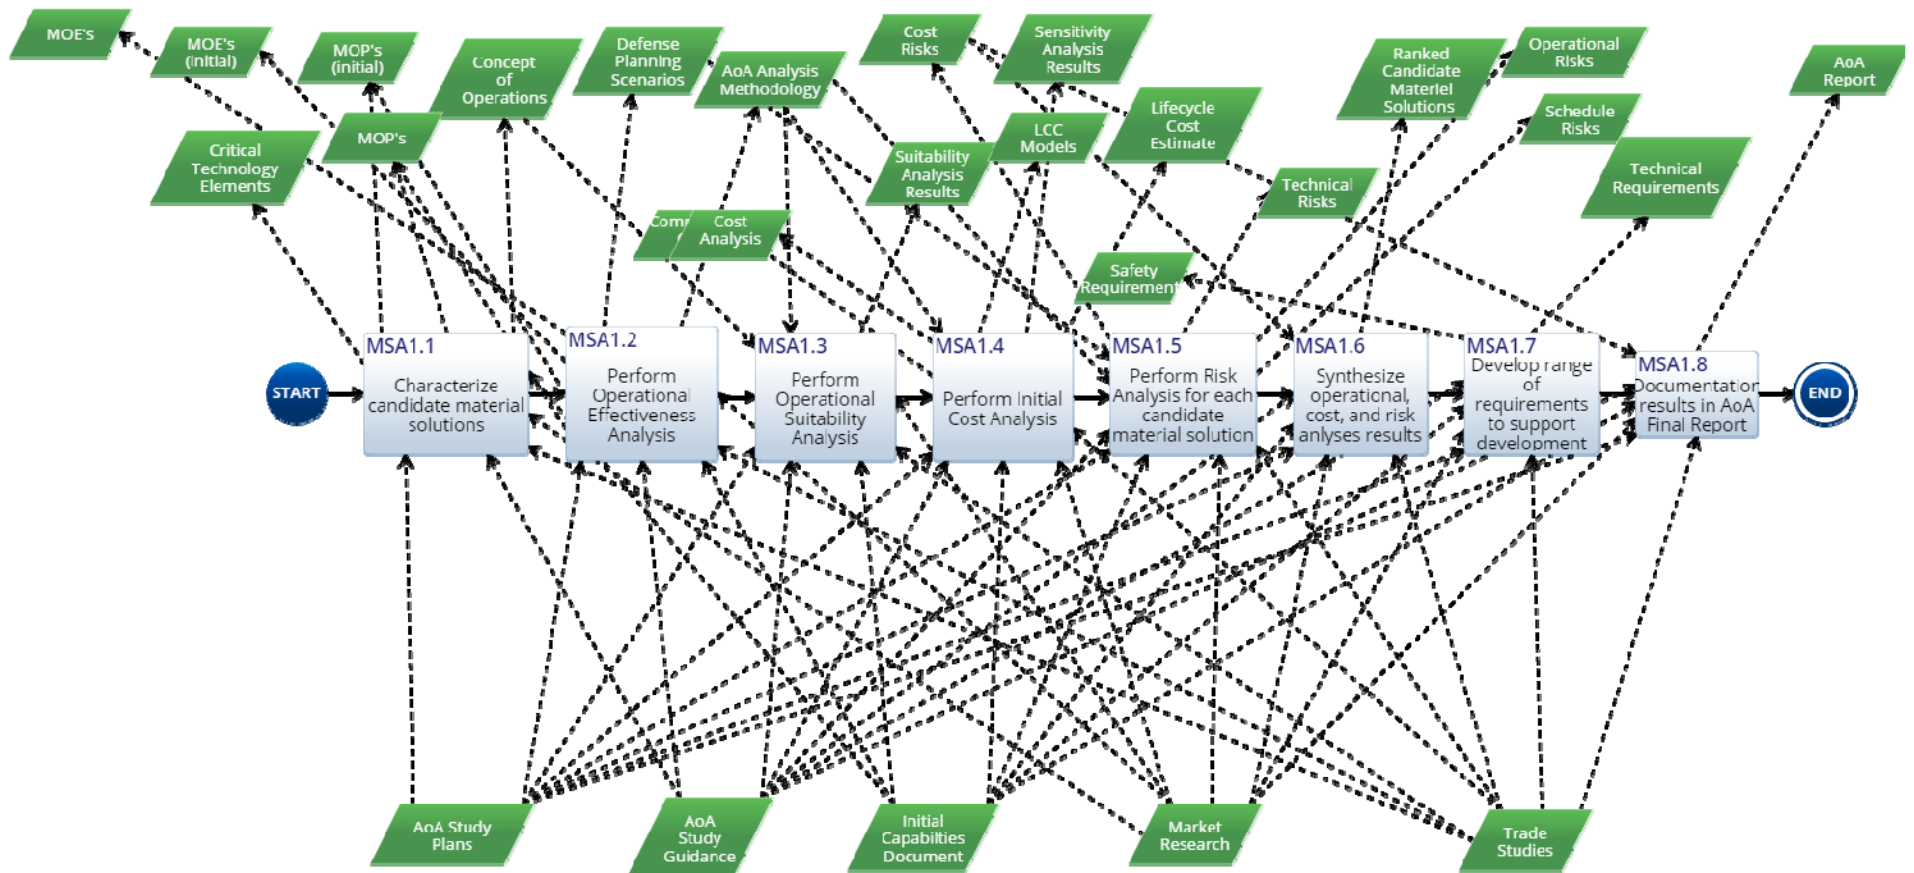 MOE's
MOE's
(initial)
MOP's
(initial)
Concept
of
Operations
Defense
Planning
Scenarios
AoA Analysis
Methodology
Cost
Risks
Sensitivity
Analysis
Results
Ranked
Candidate
Materiel
Solutions
Operational
Risks
AoA
Report
Critical
Technology
Elements
MOP's
Suitability
Analysis
Results
LCC
Models
Lifecycle
Cost
Estimate
Schedule
Risks
Technical
Requirements
Technical
Risks
Cost
Analysis
Safety
Requirement
START
MSA1.1
Characterize
candidate material
solutions
MSA1.2
Perform
Operational
Effectiveness
Analysis
MSA1.3
Perform
Operational
Suitability
Analysis
MSA1.4
Perform Initial
Cost Analysis
MSA1.5
Perform Risk
Analysis for each
candidate
material solution
MSA1.6
Synthesize
operational,
cost, and risk
anlyses results
MSA1.7
Develop range
of
requirements
to support
development
MSA1.8
Documentation
results in AoA
Final Report
END
AoA Study
Plans
AoA
Study
Guidance
Initial
Capabilties
Document
Market
Research
Trade
Studies